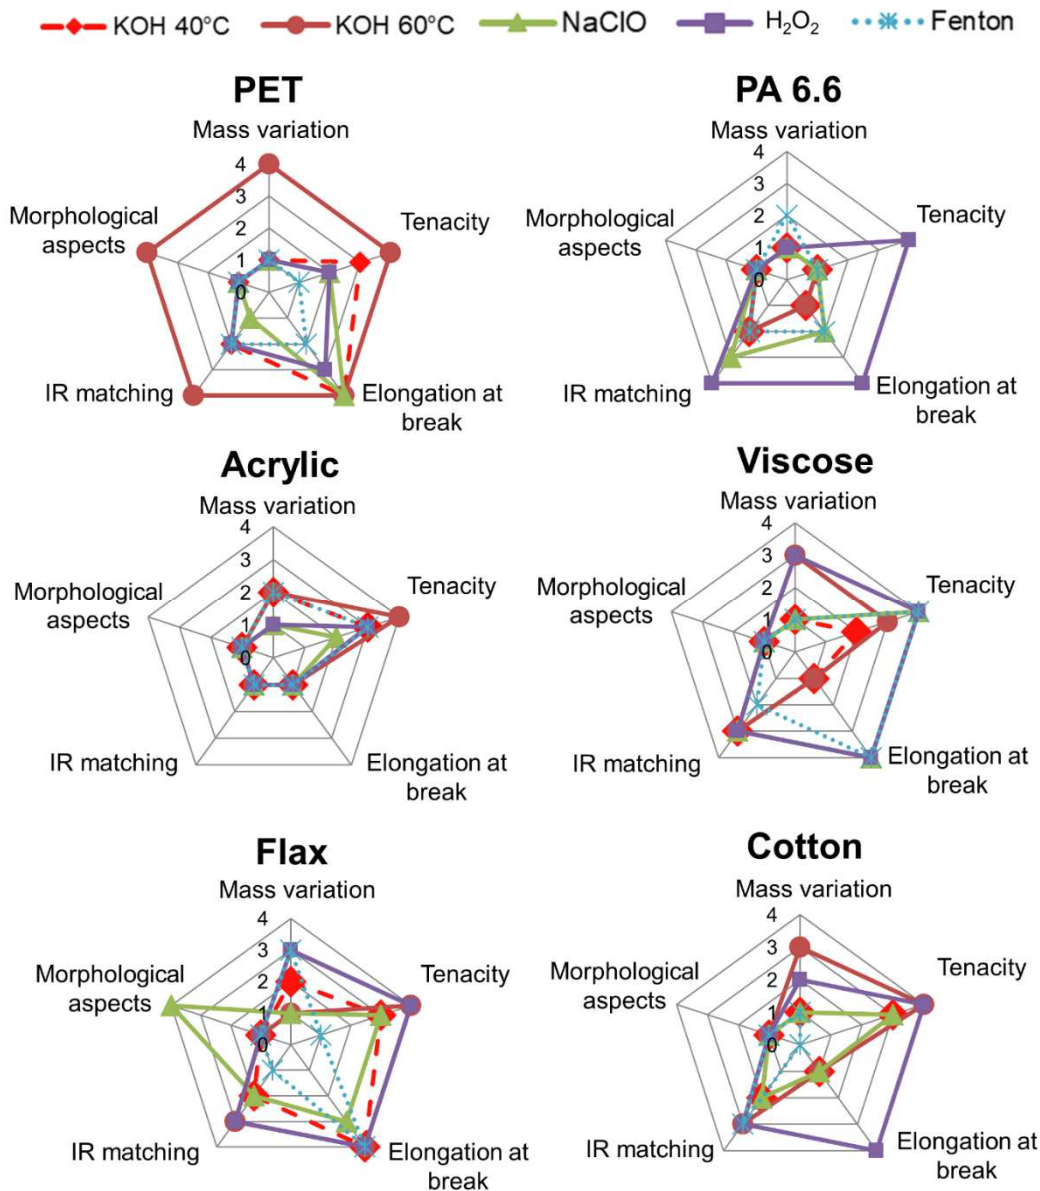 KOH 40°C KOH 60°C NaClO H₂O₂ Fenton
PET
Mass variation
4
3
2
1
0
Tenacity
Morphological
aspects
IR matching
Elongation at
break
PA 6.6
Mass variation
4
3
2
1
0
Tenacity
Morphological
aspects
IR matching
Elongation at
break
Acrylic
Mass variation
4
3
2
1
0
Tenacity
Morphological
aspects
IR matching
Elongation at
break
Viscose
Mass variation
4
3
2
1
0
Tenacity
Morphological
aspects
IR matching
Elongation at
break
Flax
Mass variation
4
3
2
1
0
Tenacity
Morphological
aspects
IR matching
Elongation at
break
Cotton
Mass variation
4
3
2
1
0
Tenacity
Morphological
aspects
IR matching
Elongation at
break